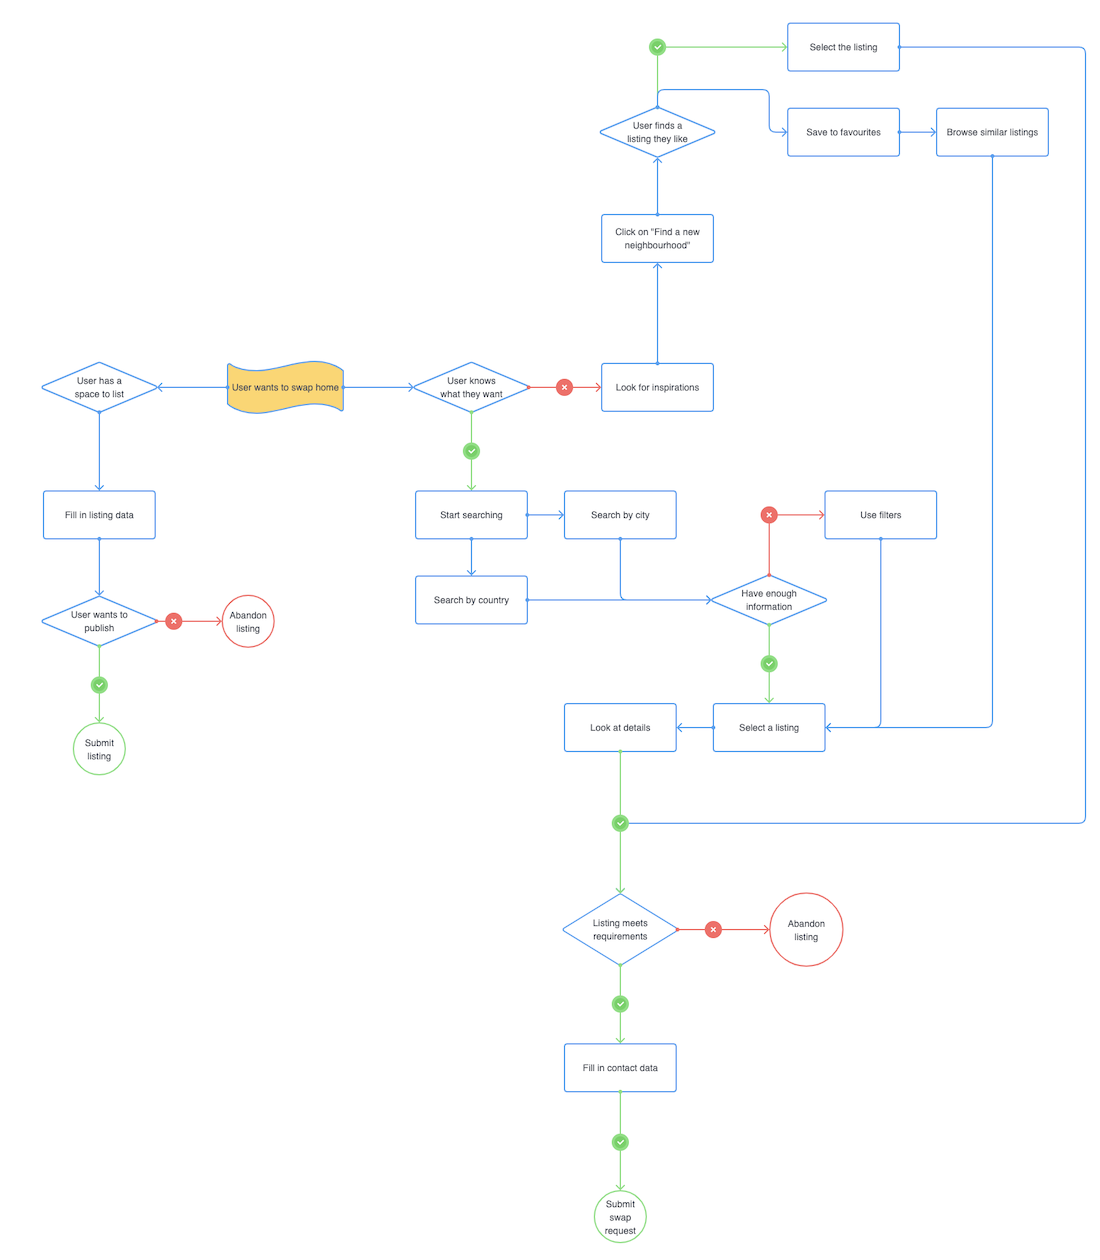 Select the listing
User finds a
listing they like
Save to favourites
Browse similar listings
Click on "Find a new
neighbourhood"
User has a
space to list
User wants to swap home
User knows
what they want
Look for inspirations
Fill in listing data
Start searching
Search by city
Use filters
Search by country
Have enough
information
User wants to
publish
Abandon
listing
Submit
listing
Look at details
Select a listing
Listing meets
requirements
Abandon
listing
Fill in contact data
Submit
swap
request